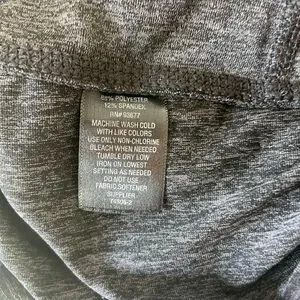 88% POLYESTER
12% SPANDEX
RN# 93677
MACHINE WASH COLD
WITH LIKE COLORS
USE ONLY NON-CHLORINE
BLEACH WHEN NEEDED
TUMBLE DRY LOW
IRON ON LOWEST
SETTING AS NEEDED
DO NOT USE
FABRIC SOFTENER
SUPPLIER